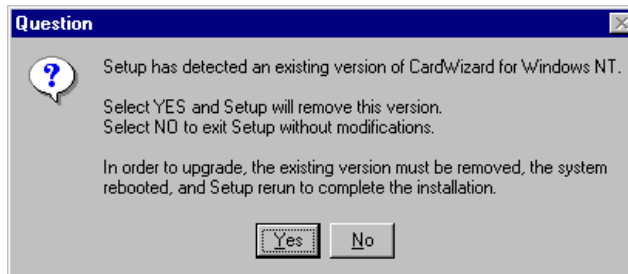 Question
Setup has detected an existing version of CardWizard for Windows NT.
Select YES and Setup will remove this version.
Select NO to exit Setup without modifications.
In order to upgrade, the existing version must be removed, the system
rebooted, and Setup rerun to complete the installation.
Yes No